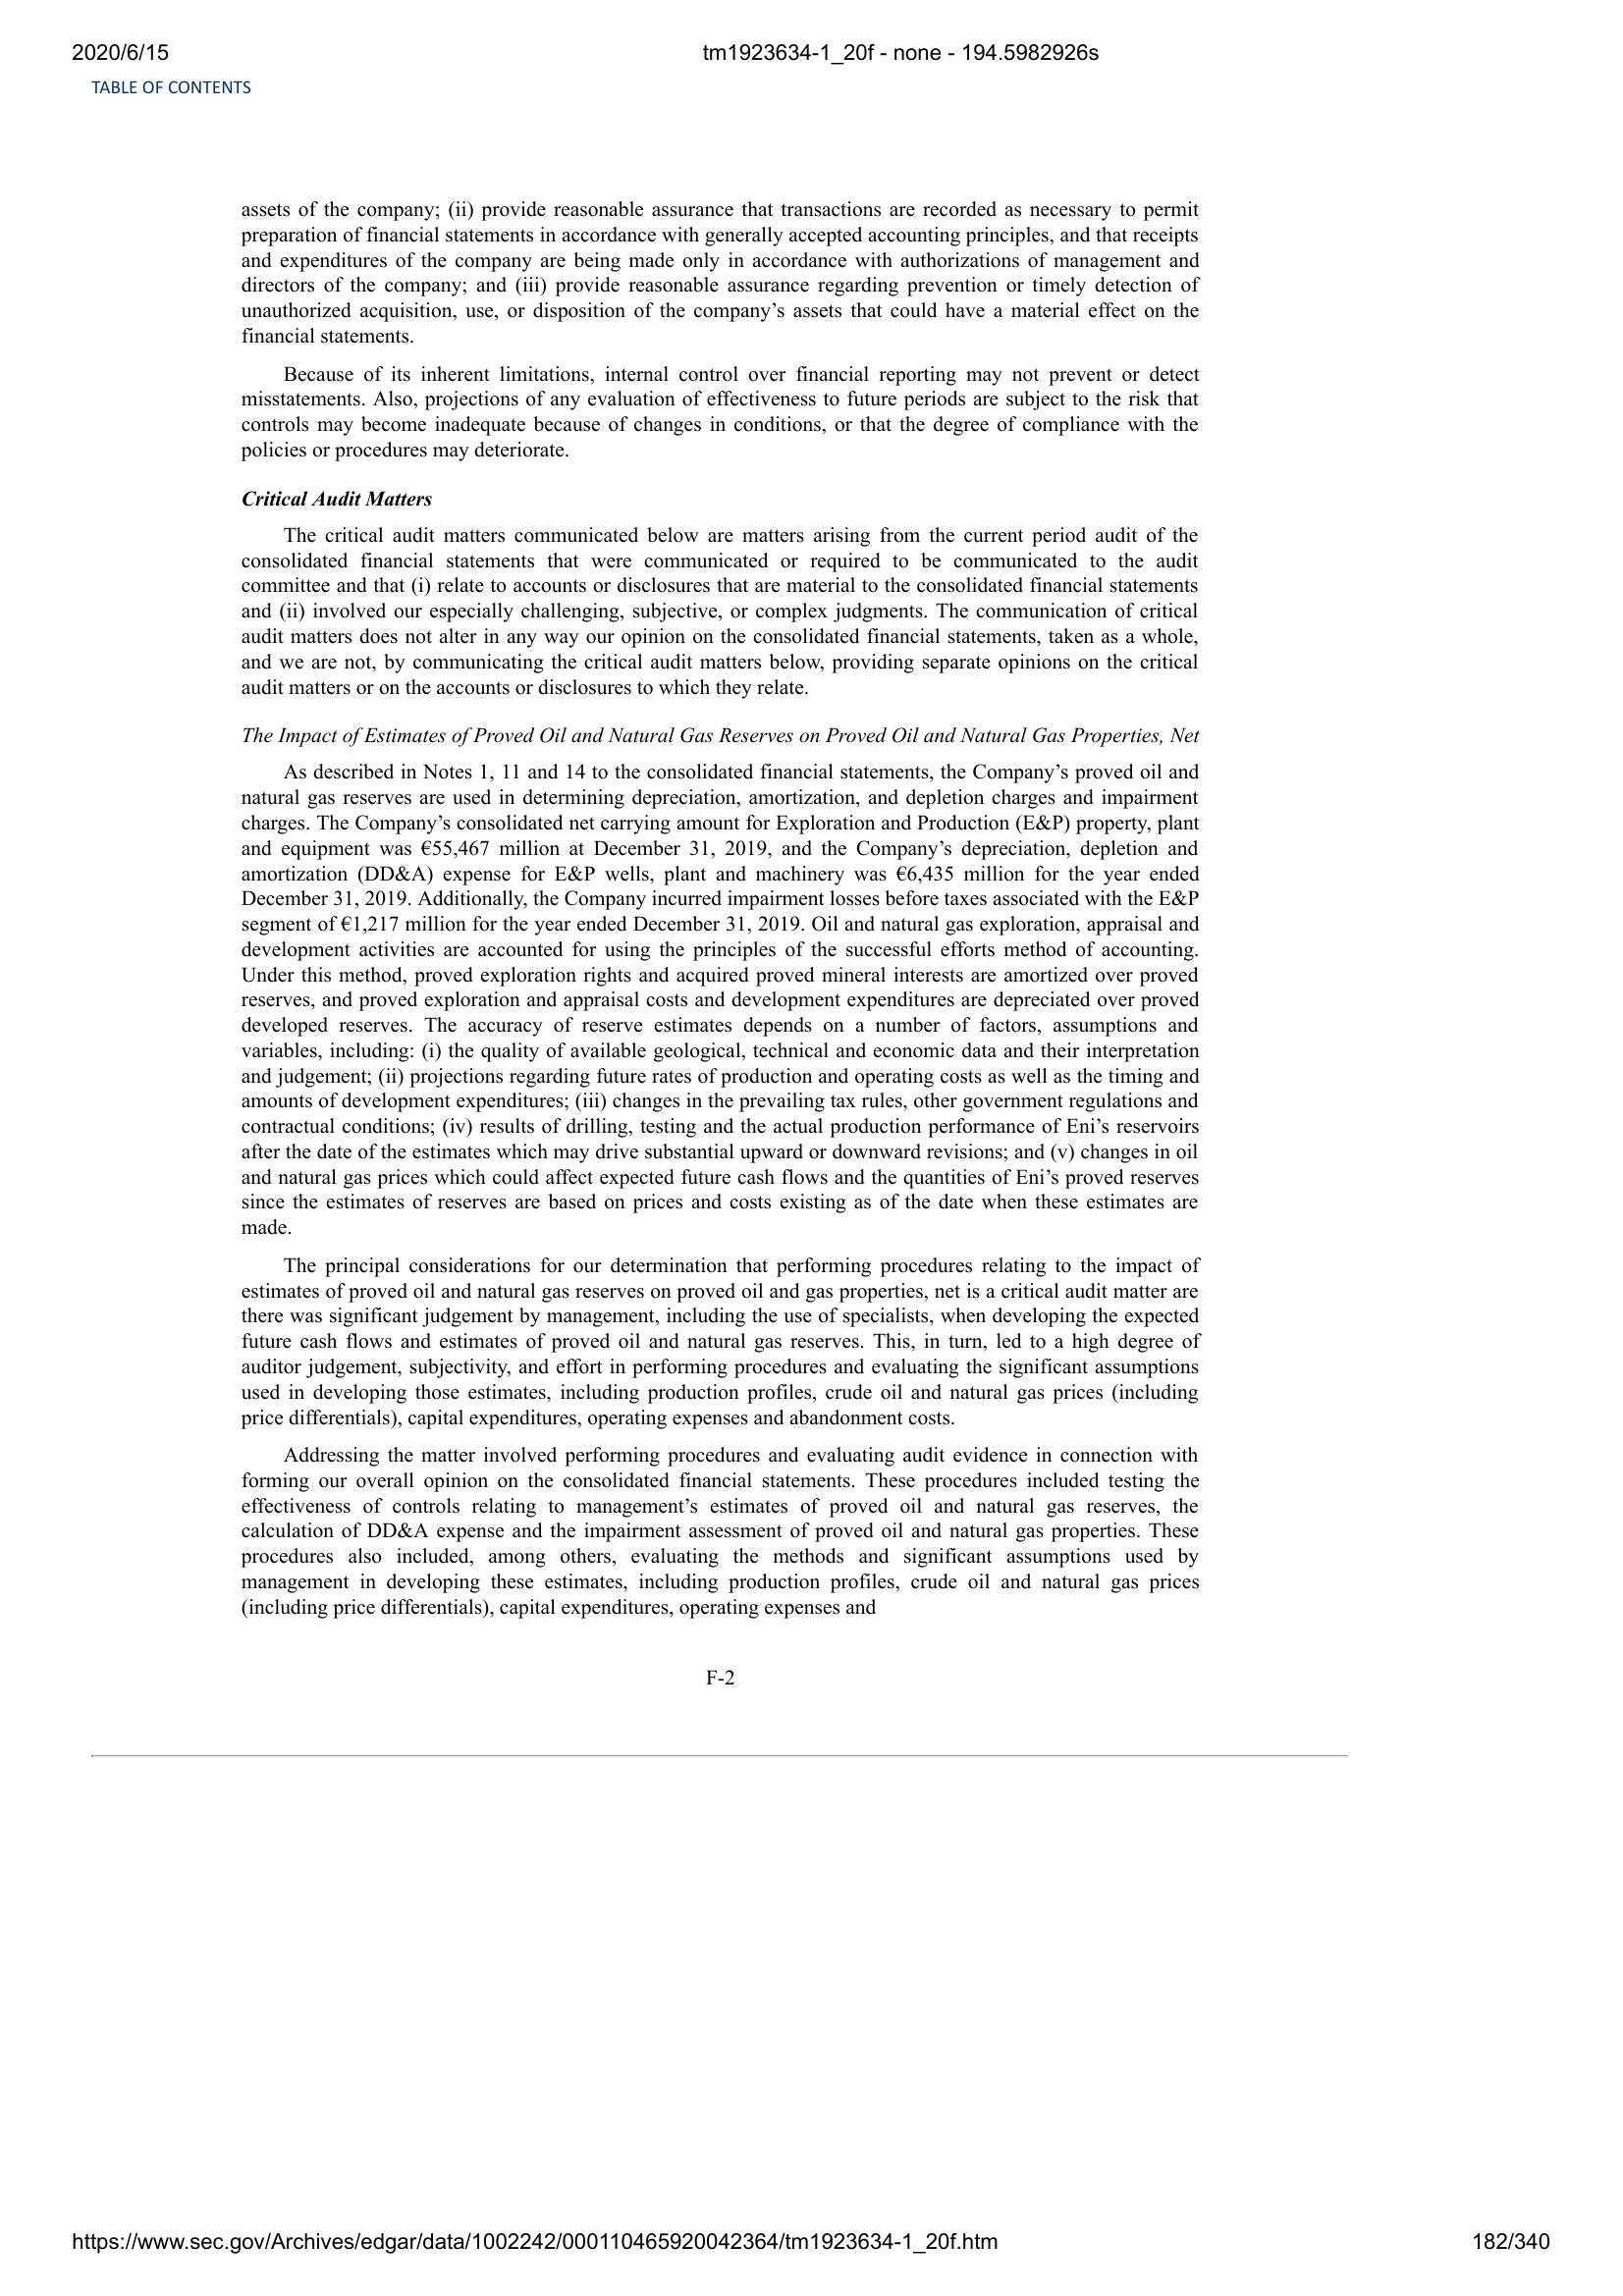 2020/6/15 tm1923634-1_20f - none - 194.5982926s
TABLE OF CONTENTS
assets of the company; (ii) provide reasonable assurance that transactions are recorded as necessary to permit
preparation of financial statements in accordance with generally accepted accounting principles, and that receipts
and expenditures of the company are being made only in accordance with authorizations of management and
directors of the company; and (iii) provide reasonable assurance regarding prevention or timely detection of
unauthorized acquisition, use, or disposition of the company’s assets that could have a material effect on the
financial statements.
Because of its inherent limitations, internal control over financial reporting may not prevent or detect
misstatements. Also, projections of any evaluation of effectiveness to future periods are subject to the risk that
controls may become inadequate because of changes in conditions, or that the degree of compliance with the
policies or procedures may deteriorate.
Critical Audit Matters
The critical audit matters communicated below are matters arising from the current period audit of the
consolidated financial statements that were communicated or required to be communicated to the audit
committee and that (i) relate to accounts or disclosures that are material to the consolidated financial statements
and (ii) involved our especially challenging, subjective, or complex judgments. The communication of critical
audit matters does not alter in any way our opinion on the consolidated financial statements, taken as a whole,
and we are not, by communicating the critical audit matters below, providing separate opinions on the critical
audit matters or on the accounts or disclosures to which they relate.
The Impact of Estimates of Proved Oil and Natural Gas Reserves on Proved Oil and Natural Gas Properties, Net
As described in Notes 1, 11 and 14 to the consolidated financial statements, the Company’s proved oil and
natural gas reserves are used in determining depreciation, amortization, and depletion charges and impairment
charges. The Company’s consolidated net carrying amount for Exploration and Production (E&P) property, plant
and equipment was €55,467 million at December 31, 2019, and the Company’s depreciation, depletion and
amortization (DD&A) expense for E&P wells, plant and machinery was €6,435 million for the year ended
December 31, 2019. Additionally, the Company incurred impairment losses before taxes associated with the E&P
segment of €1,217 million for the year ended December 31, 2019. Oil and natural gas exploration, appraisal and
development activities are accounted for using the principles of the successful efforts method of accounting.
Under this method, proved exploration rights and acquired proved mineral interests are amortized over proved
reserves, and proved exploration and appraisal costs and development expenditures are depreciated over proved
developed reserves. The accuracy of reserve estimates depends on a number of factors, assumptions and
variables, including: (i) the quality of available geological, technical and economic data and their interpretation
and judgement; (ii) projections regarding future rates of production and operating costs as well as the timing and
amounts of development expenditures; (iii) changes in the prevailing tax rules, other government regulations and
contractual conditions; (iv) results of drilling, testing and the actual production performance of Eni’s reservoirs
after the date of the estimates which may drive substantial upward or downward revisions; and (v) changes in oil
and natural gas prices which could affect expected future cash flows and the quantities of Eni’s proved reserves
since the estimates of reserves are based on prices and costs existing as of the date when these estimates are
made.
The principal considerations for our determination that performing procedures relating to the impact of
estimates of proved oil and natural gas reserves on proved oil and gas properties, net is a critical audit matter are
there was significant judgement by management, including the use of specialists, when developing the expected
future cash flows and estimates of proved oil and natural gas reserves. This, in turn, led to a high degree of
auditor judgement, subjectivity, and effort in performing procedures and evaluating the significant assumptions
used in developing those estimates, including production profiles, crude oil and natural gas prices (including
price differentials), capital expenditures, operating expenses and abandonment costs.
Addressing the matter involved performing procedures and evaluating audit evidence in connection with
forming our overall opinion on the consolidated financial statements. These procedures included testing the
effectiveness of controls relating to management’s estimates of proved oil and natural gas reserves, the
calculation of DD&A expense and the impairment assessment of proved oil and natural gas properties. These
procedures also included, among others, evaluating the methods and significant assumptions used by
management in developing these estimates, including production profiles, crude oil and natural gas prices
(including price differentials), capital expenditures, operating expenses and
F-2
https://www.sec.gov/Archives/edgar/data/1002242/000110465920042364/tm1923634-1_20f.htm 182/340